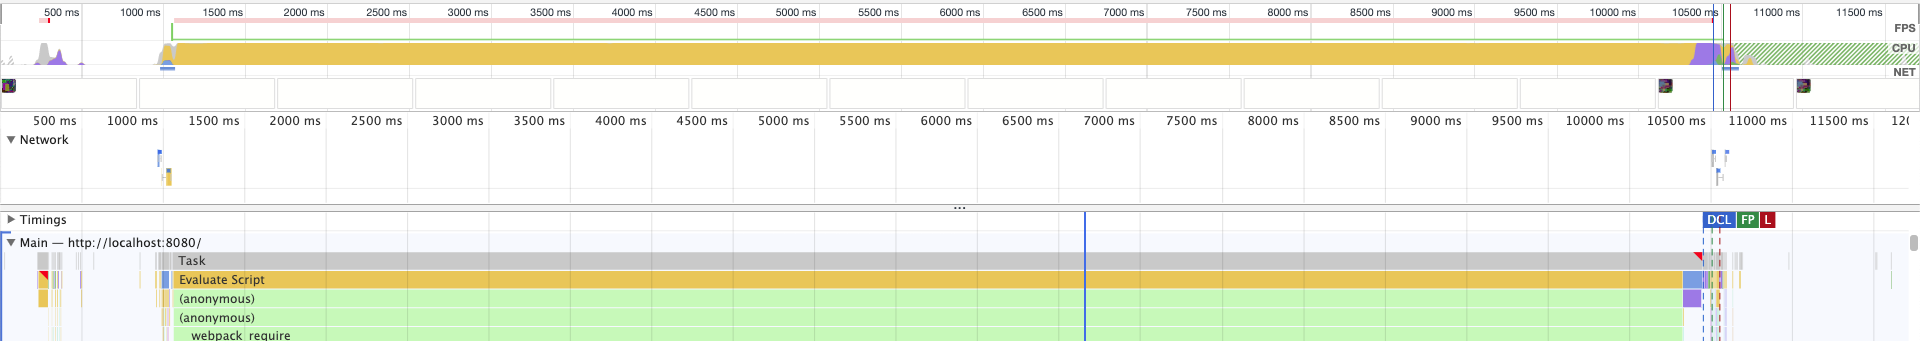 500 ms 1000 ms 1500 ms 2000 ms 2500 ms 3000 ms 3500 ms 4000 ms 4500 ms 5000 ms 5500 ms 6000 ms 6500 ms 7000 ms 7500 ms 8000 ms 8500 ms 9000 ms 9500 ms 10000 ms 10500 ms 11000 ms 11500 ms
FPS
CPU
NET
500 ms 1000 ms 1500 ms 2000 ms 2500 ms 3000 ms 3500 ms 4000 ms 4500 ms 5000 ms 5500 ms 6000 ms 6500 ms 7000 ms 7500 ms 8000 ms 8500 ms 9000 ms 9500 ms 10000 ms 10500 ms 11000 ms 11500 ms
Network
...
Timings DCL FP L
Main — http://localhost:8080/
Task
Evaluate Script
(anonymous)
(anonymous)
webpack require